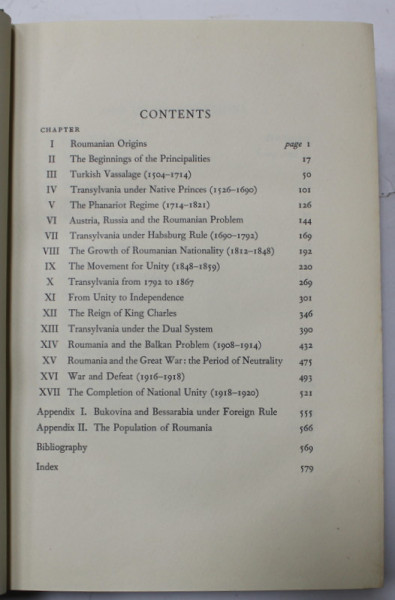 CONTENTS
CHAPTER
I Roumanian Origins page 1
II The Beginnings of the Principalities 17
III Turkish Vassalage (1504–1714) 50
IV Transylvania under Native Princes (1526–1690) 101
V The Phanariot Regime (1714–1821) 126
VI Austria, Russia and the Roumanian Problem 144
VII Transylvania under Habsburg Rule (1690–1792) 169
VIII The Growth of Roumanian Nationality (1812–1848) 192
IX The Movement for Unity (1848–1859) 220
X Transylvania from 1792 to 1867 269
XI From Unity to Independence 301
XII The Reign of King Charles 346
XIII Transylvania under the Dual System 390
XIV Roumania and the Balkan Problem (1908–1914) 432
XV Roumania and the Great War: the Period of Neutrality 475
XVI War and Defeat (1916–1918) 493
XVII The Completion of National Unity (1918–1920) 521
Appendix I. Bukovina and Bessarabia under Foreign Rule 555
Appendix II. The Population of Roumania 566
Bibliography 569
Index 579